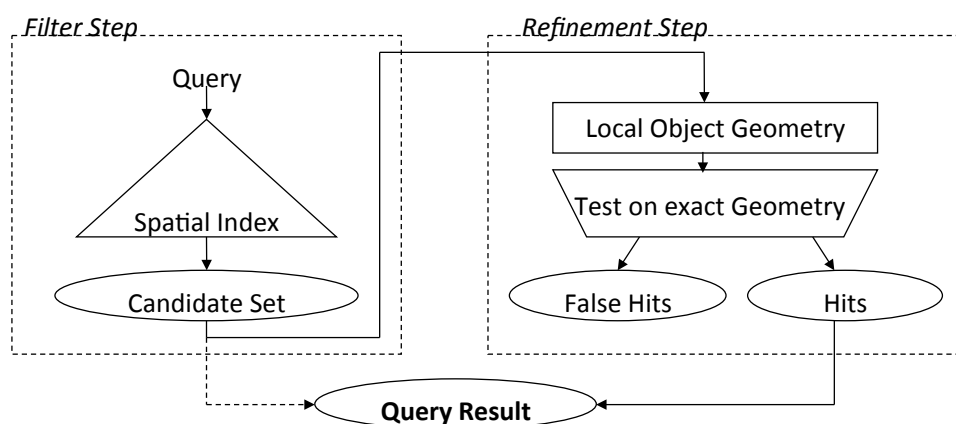 Filter Step
Query
Spatial Index
Candidate Set
Refinement Step
Local Object Geometry
Test on exact Geometry
False Hits
Hits
Query Result